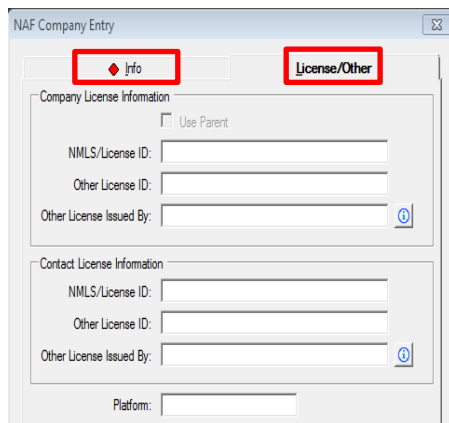 NAF Company Entry
Info License/Other
Company License Information
Use Parent
NMLS/License ID:
Other License ID:
Other License Issued By:
Contact License Information
NMLS/License ID:
Other License ID:
Other License Issued By:
Platform: